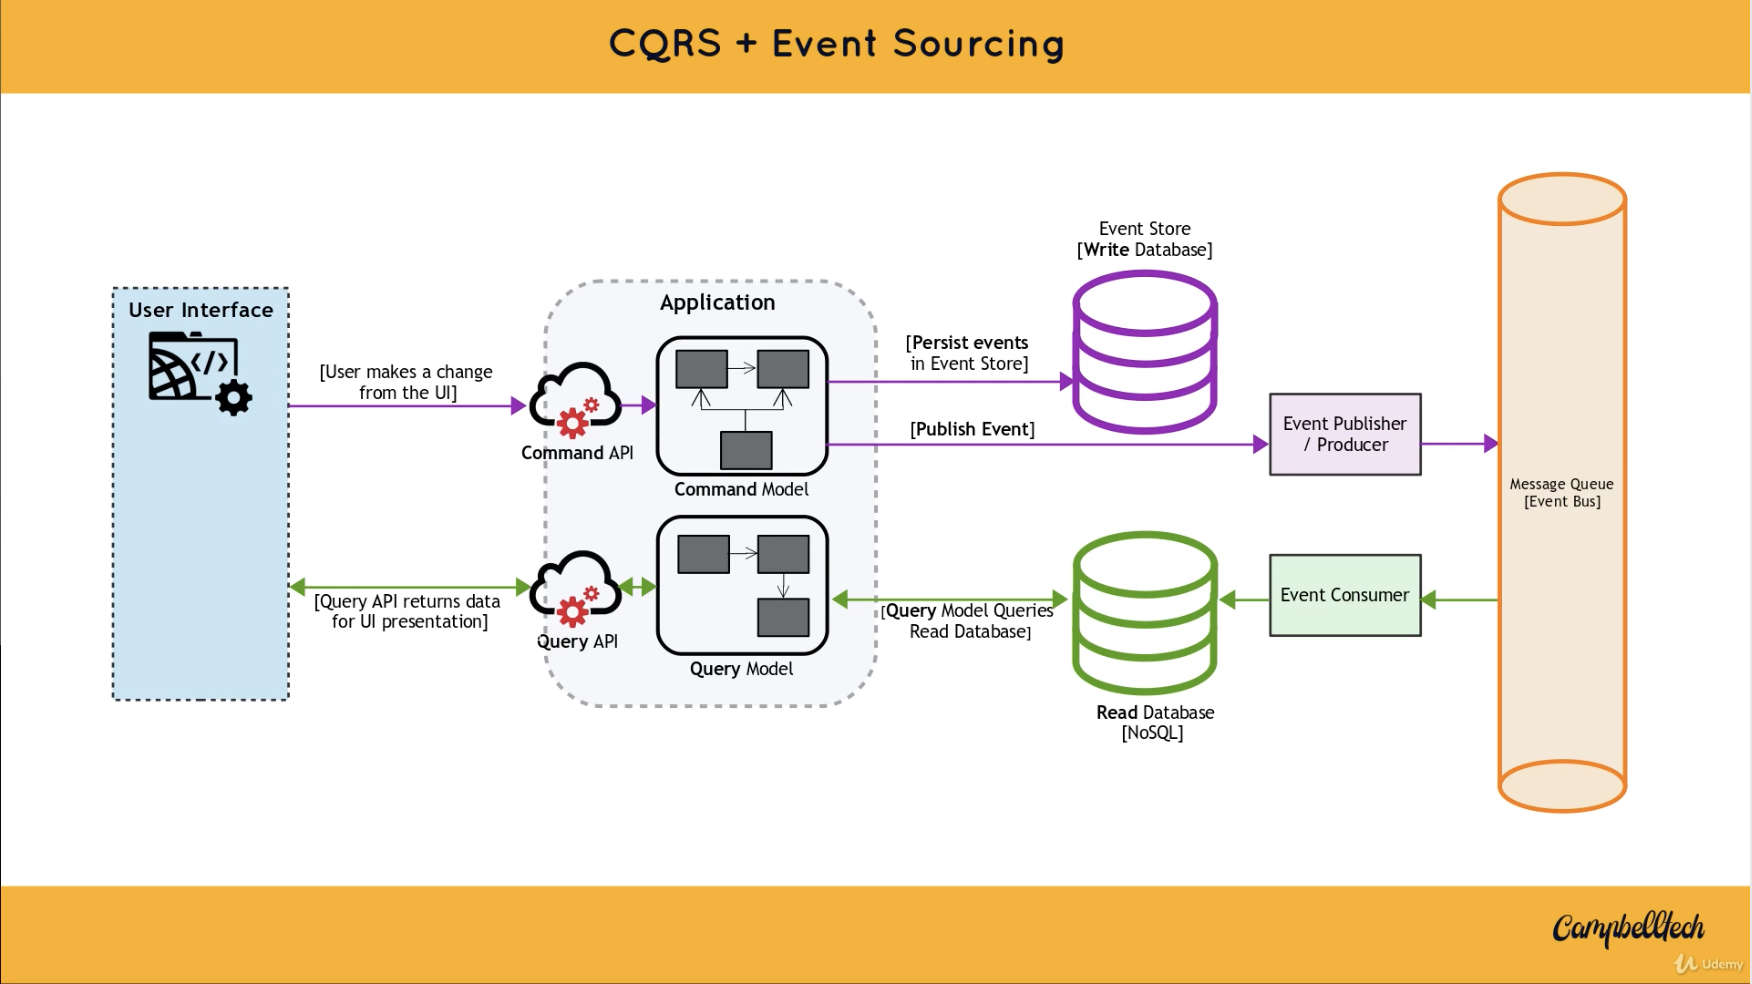 CQRS + Event Sourcing
User Interface
</>
[User makes a change
from the UI]
Application
Command API
Command Model
[Persist events
in Event Store]
Event Store
[Write Database]
[Publish Event]
Event Publisher
/ Producer
Message Queue
[Event Bus]
[Query API returns data
for UI presentation]
Query API
Query Model
[Query Model Queries
Read Database]
Read Database
[NoSQL]
Event Consumer
Campbelltech
Udemy